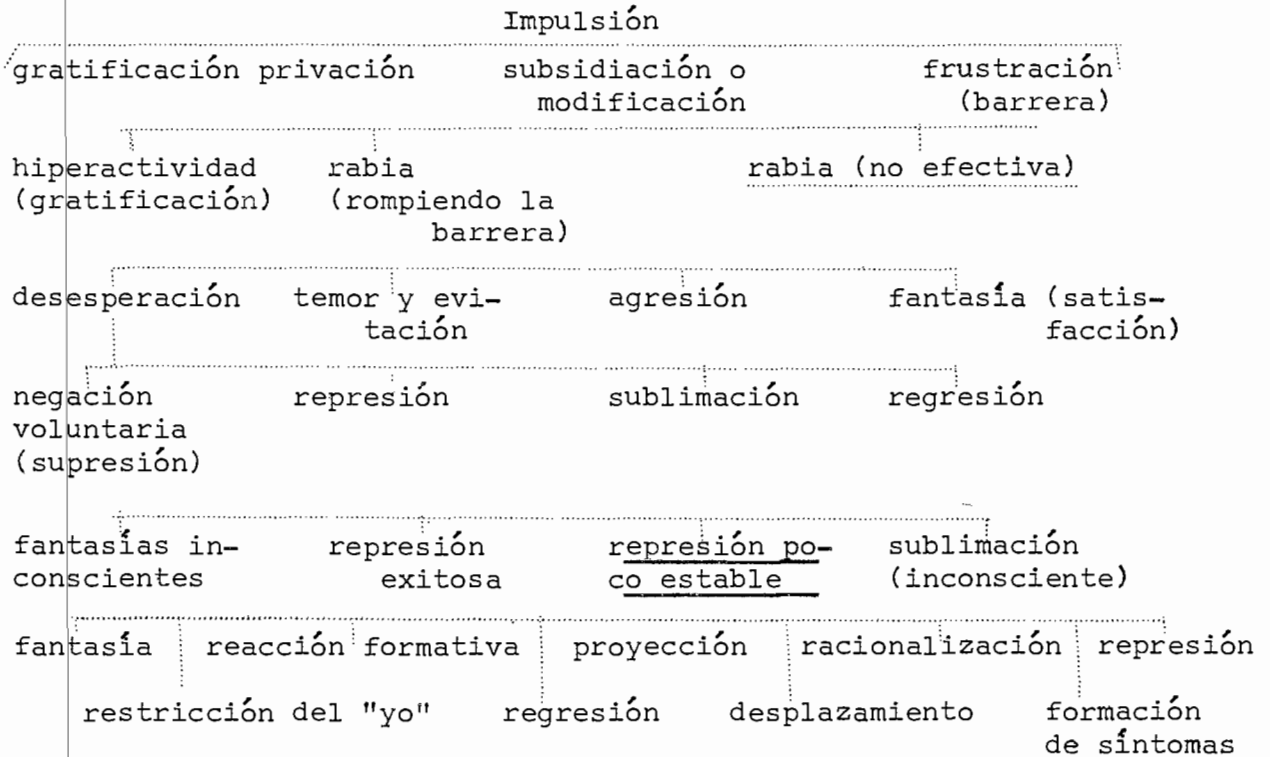 Impulsión
gratificación privación subsidiación o frustración
modificación (barrera)
hiperactividad rabia rabia (no efectiva)
(gratificación) (rompiendo la
barrera)
desesperación temor y evi- agresión fantasía (satis-
tación facción)
negación represión sublimación regresión
voluntaria
(supresión)
fantasías in- represión represión po- sublimación
conscientes exitosa co estable (inconsciente)
fantasía reacción formativa proyección racionalización represión
restricción del "yo" regresión desplazamiento formación
de síntomas